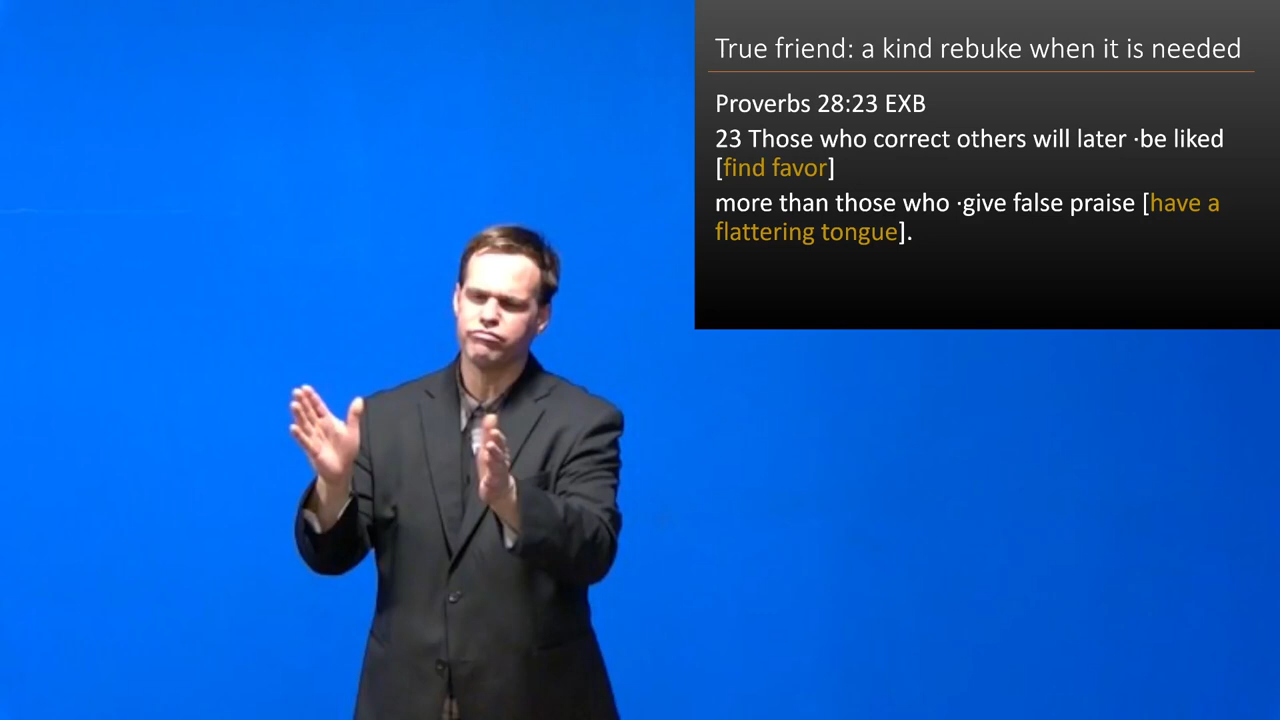 True friend: a kind rebuke when it is needed
Proverbs 28:23 EXB
23 Those who correct others will later ·be liked
[find favor]
more than those who ·give false praise [have a
flattering tongue].